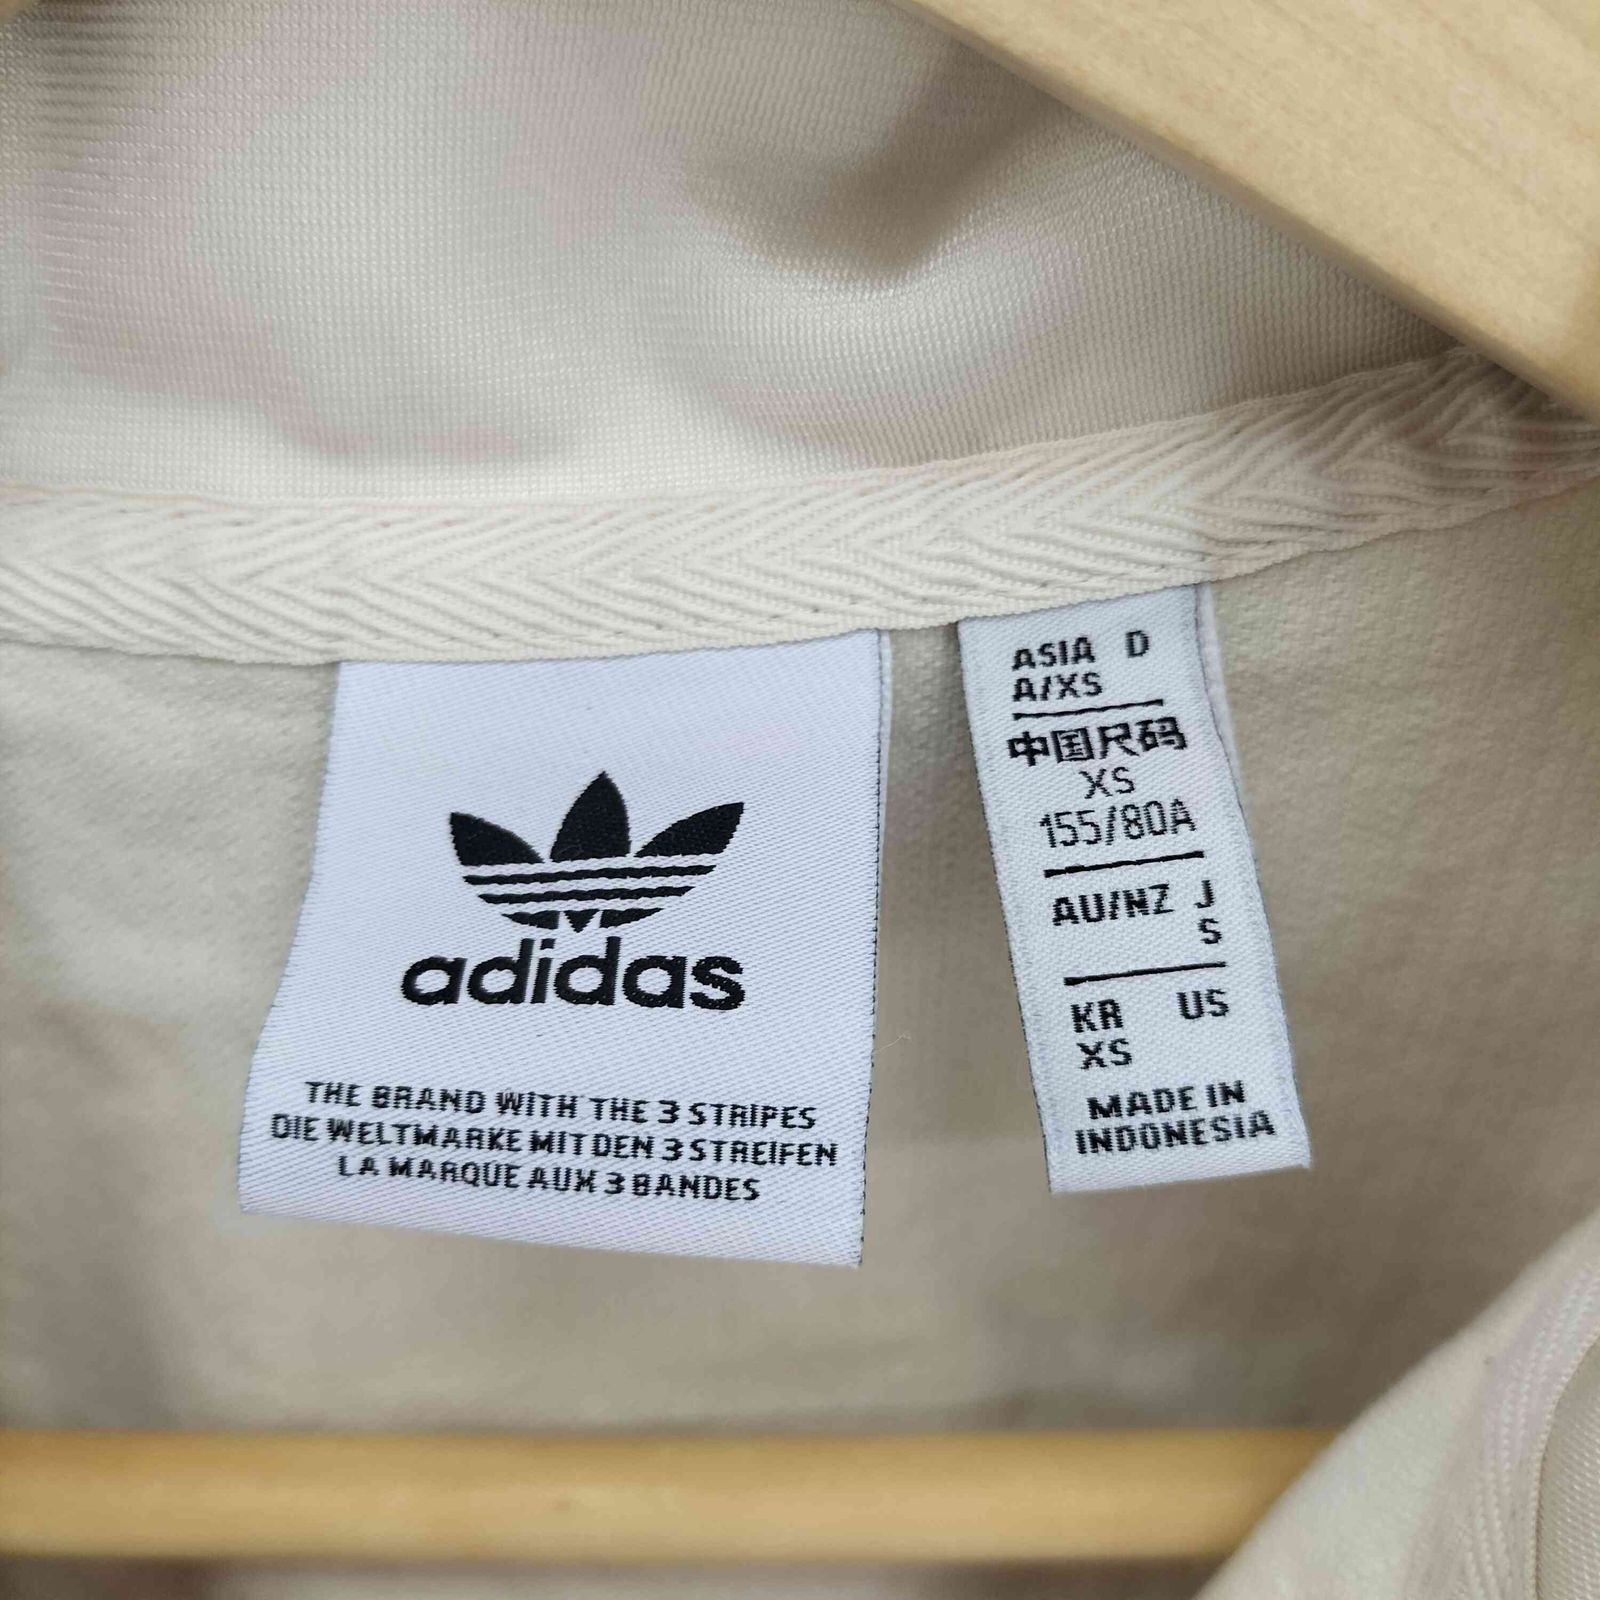 adidas
THE BRAND WITH THE 3 STRIPES
DIE WELTMARKE MIT DEN 3 STREIFEN
LA MARQUE AUX 3 BANDES
ASIA D
A/XS
中国尺码
XS
155/80A
AU/NZ J
S
KR US
XS
MADE IN
INDONESIA